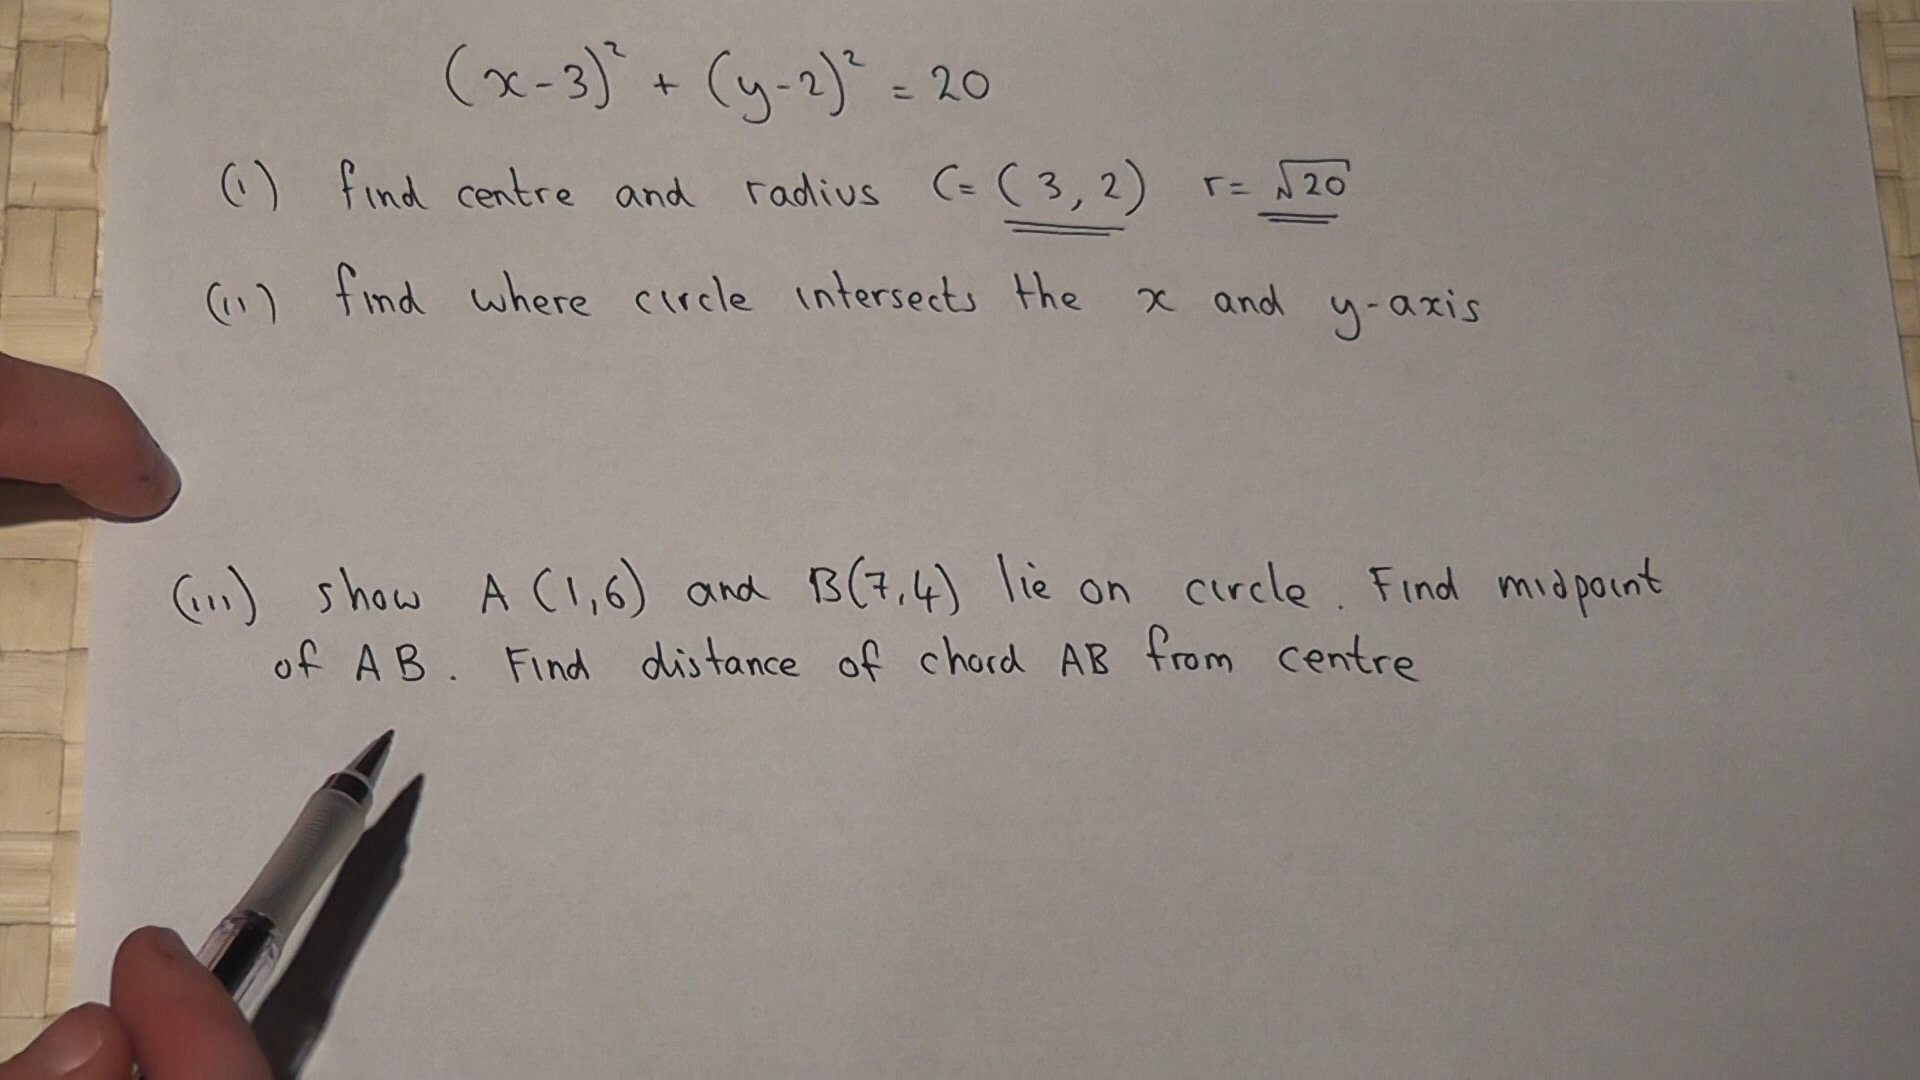 (x-3)² + (y-2)² = 20
(i) find centre and radius C= (3, 2) r= √20
(ii) find where circle intersects the x and y-axis
(iii) show A (1,6) and B(7,4) lie on circle. Find midpoint
of AB. Find distance of chord AB from centre